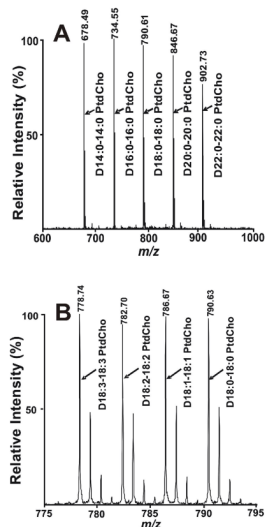 A
Relative Intensity (%)
100
50
678.49
734.55
790.61
846.67
902.73
D14:0-14:0 PtdCho
D16:0-16:0 PtdCho
D18:0-18:0 PtdCho
D20:0-20:0 PtdCho
D22:0-22:0 PtdCho
600 700 800 900 1000
m/z
B
Relative Intensity (%)
100
50
778.74
782.70
786.67
790.63
D18:3-18:3 PtdCho
D18:2-18:2 PtdCho
D18:1-18:1 PtdCho
D18:0-18:0 PtdCho
775 780 785 790 795
m/z